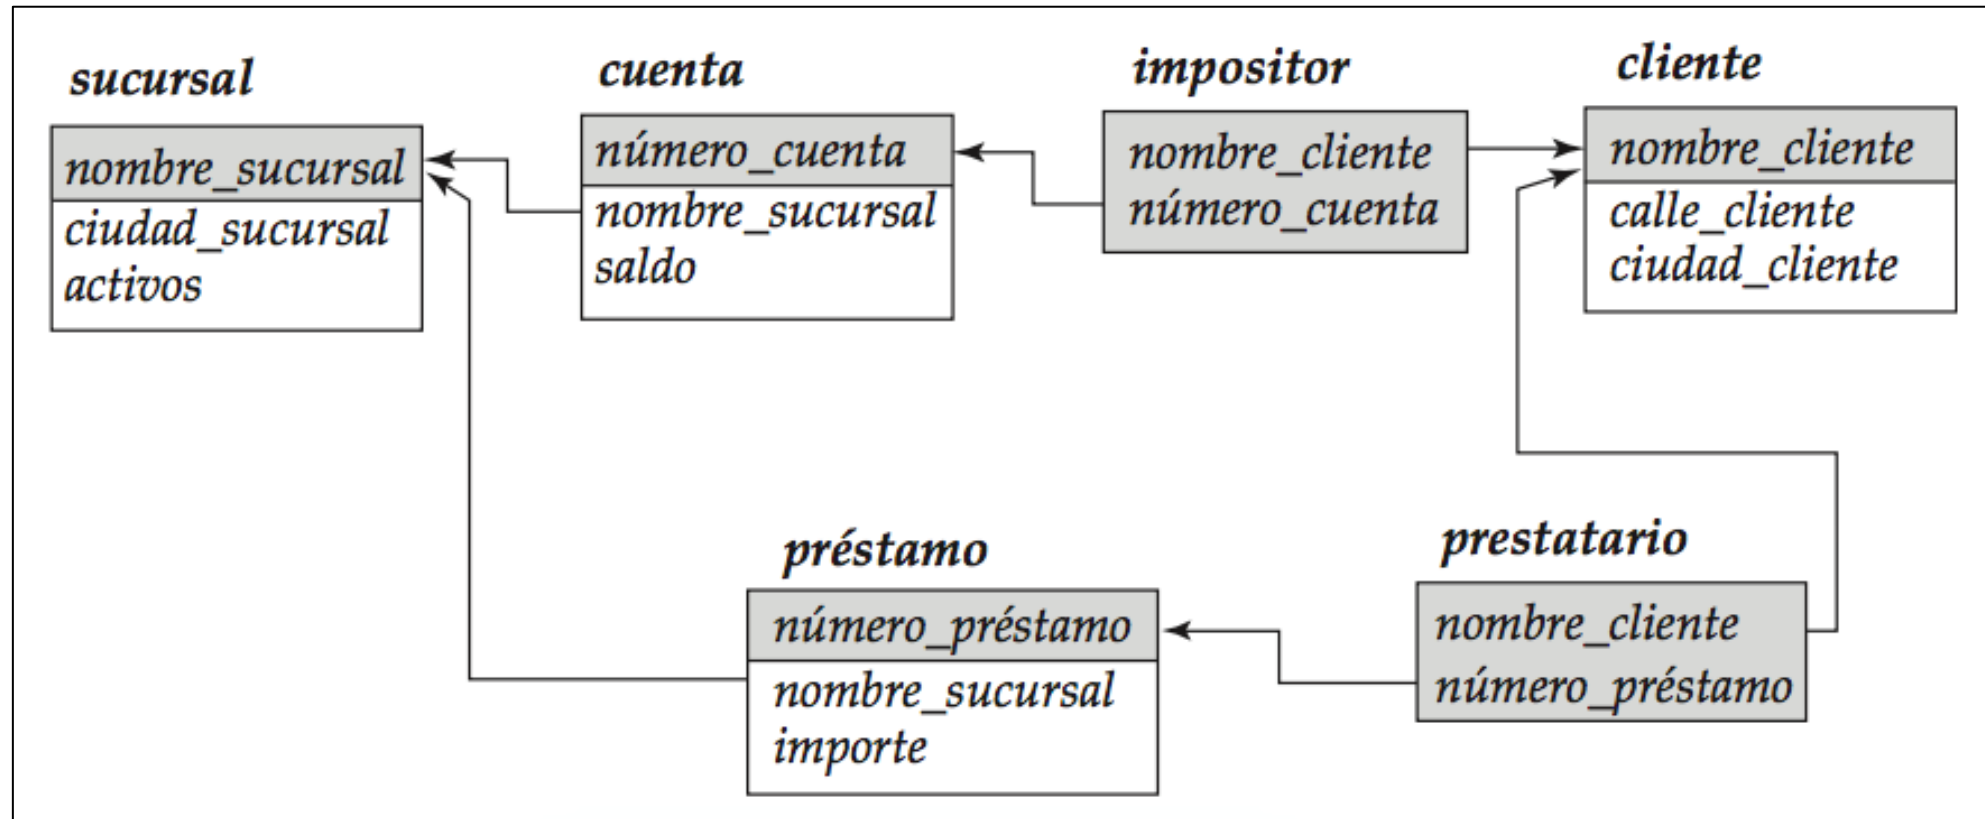 sucursal
nombre_sucursal
ciudad_sucursal
activos
cuenta
número_cuenta
nombre_sucursal
saldo
impositor
nombre_cliente
número_cuenta
cliente
nombre_cliente
calle_cliente
ciudad_cliente
préstamo
número_préstamo
nombre_sucursal
importe
prestatario
nombre_cliente
número_préstamo